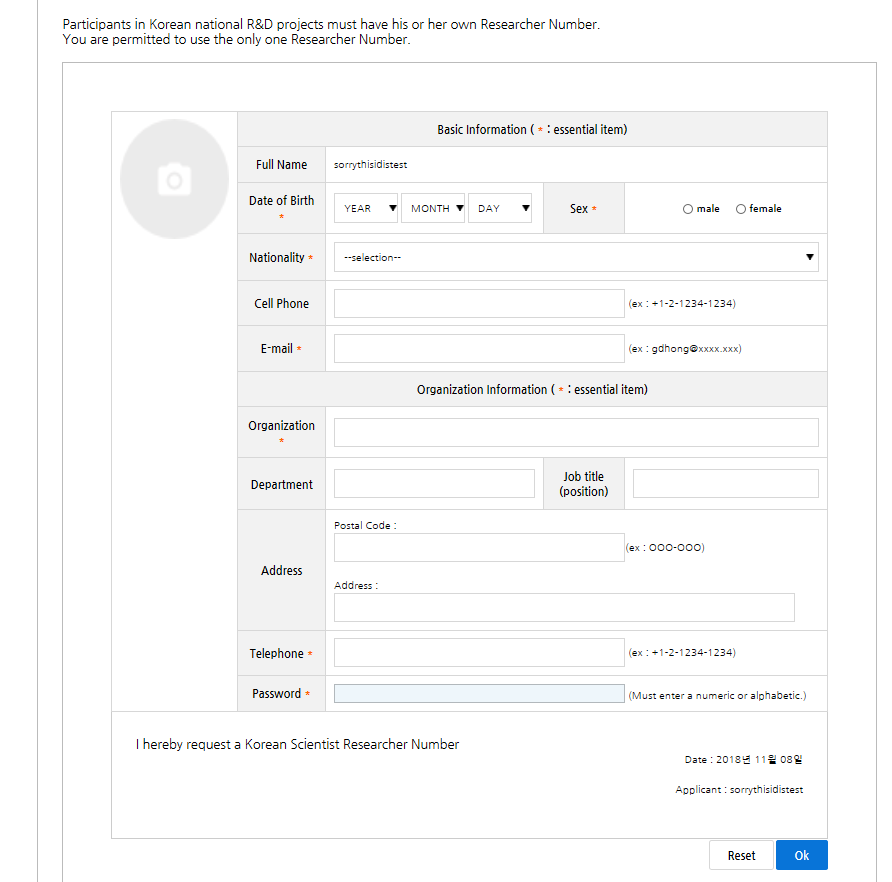 Participants in Korean national R&D projects must have his or her own Researcher Number.
You are permitted to use the only one Researcher Number.
Basic Information ( * : essential item)
Full Name sorrythisidistest
Date of Birth * YEAR MONTH DAY Sex * male female
Nationality * --selection--
Cell Phone (ex : +1-2-1234-1234)
E-mail * (ex : gdhong@xxxx.xxx)
Organization Information ( * : essential item)
Organization
*
Department Job title
(position)
Postal Code :
(ex : OOO-OOO)
Address
Address :
Telephone * (ex : +1-2-1234-1234)
Password * (Must enter a numeric or alphabetic.)
I hereby request a Korean Scientist Researcher Number
Date : 2018년 11월 08일
Applicant : sorrythisidistest
Reset Ok